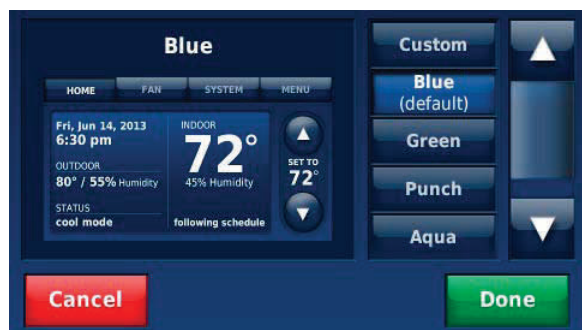 Blue
HOME FAN SYSTEM MENU
Fri, Jun 14, 2013
6:30 pm
OUTDOOR
80° / 55% Humidity
STATUS
cool mode
INDOOR
72°
45% Humidity
following schedule
SET TO
72°
Custom
Blue
(default)
Green
Punch
Aqua
Cancel
Done